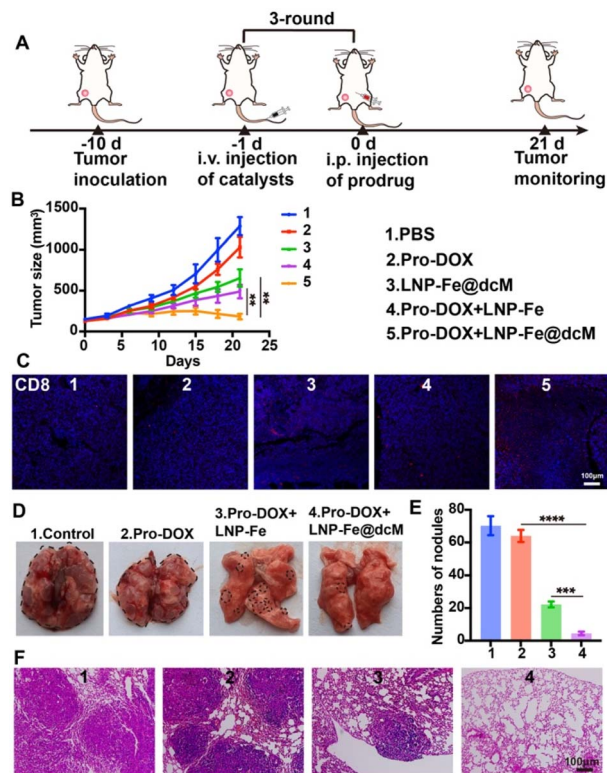 A
3-round
-10 d
-1 d
0 d
21 d
Tumor inoculation
i.v. injection of catalysts
i.p. injection of prodrug
Tumor monitoring
B
Tumor size (mm³)
1500
1000
500
0
0 5 10 15 20 25
Days
1
2
3
4
5
**
**
1.PBS
2.Pro-DOX
3.LNP-Fe@dcM
4.Pro-DOX+LNP-Fe
5.Pro-DOX+LNP-Fe@dcM
C
CD8 1 2 3 4 5
100μm
D
1.Control
2.Pro-DOX
3.Pro-DOX+
LNP-Fe
4.Pro-DOX+
LNP-Fe@dcM
E
Numbers of nodules
80
60
40
20
0
1 2 3 4
****
***
F
1 2 3 4
100μm